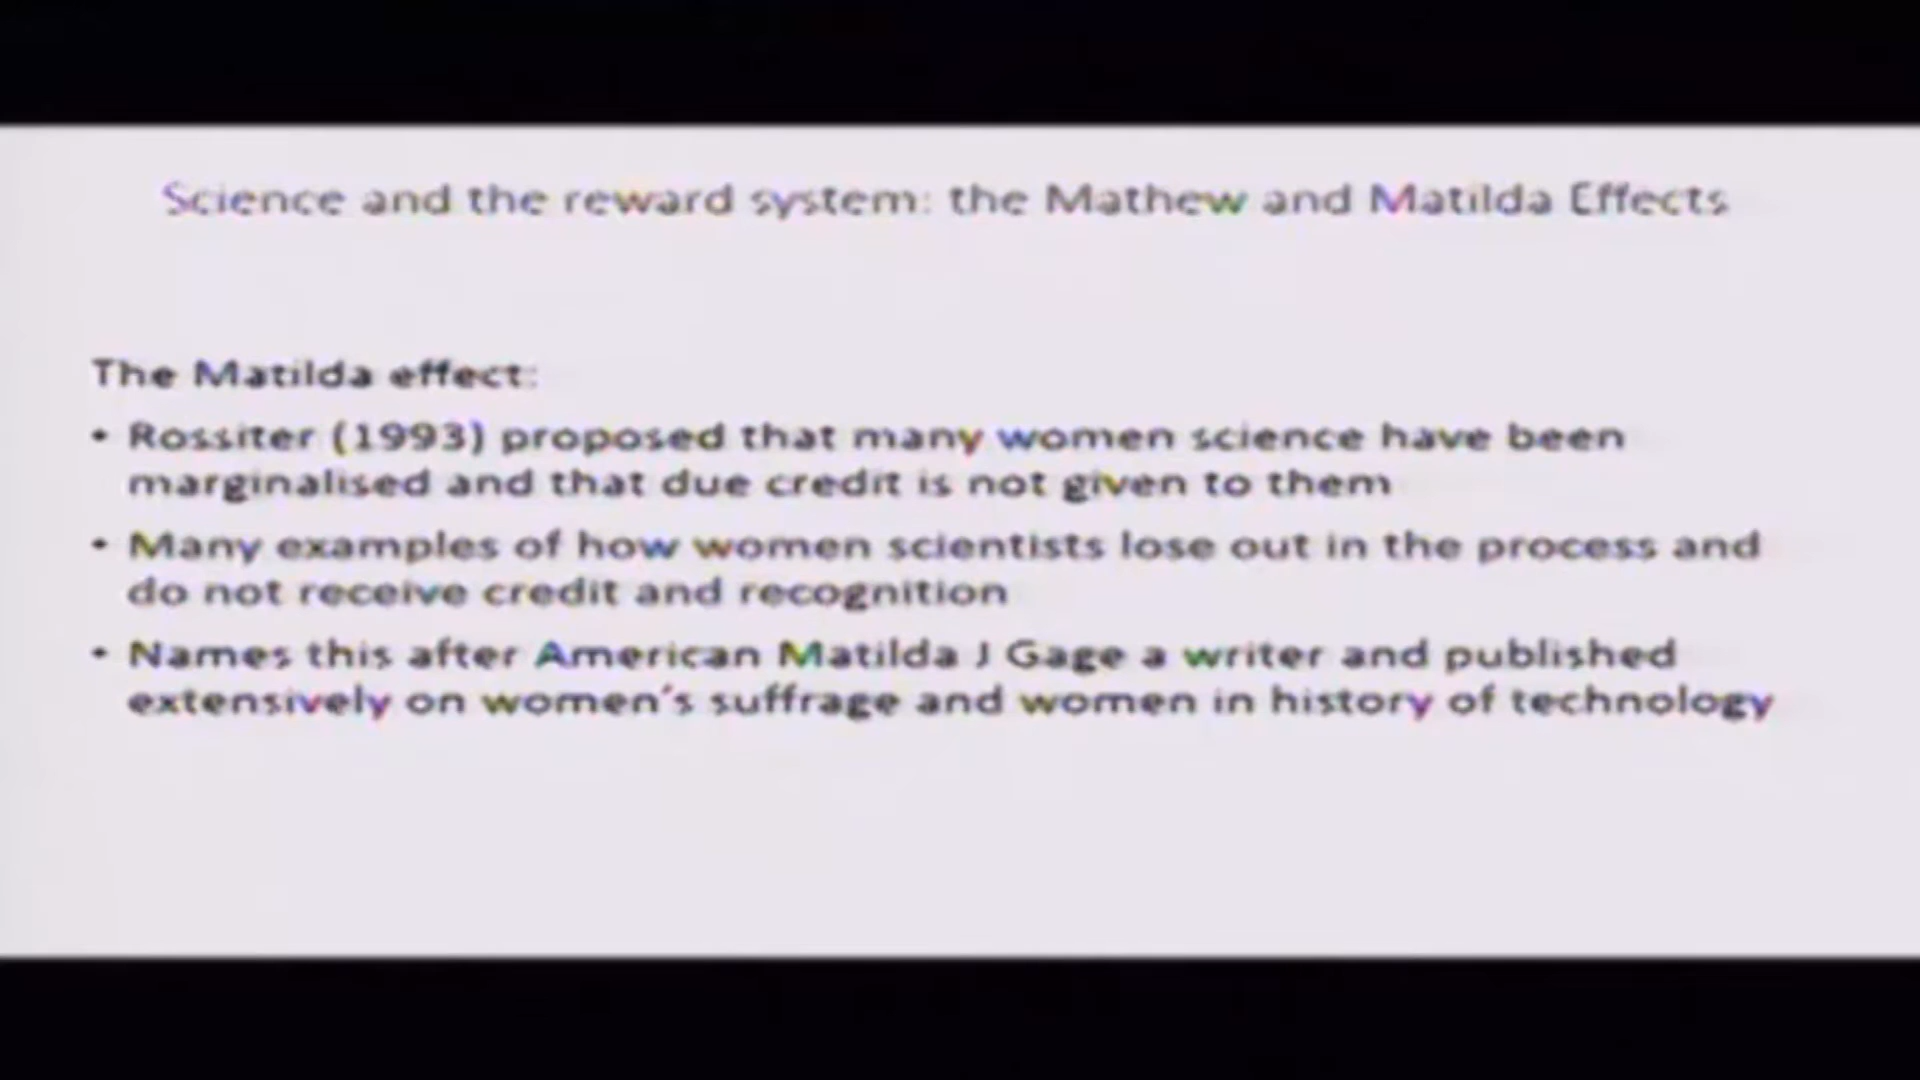 Science and the reward system: the Mathew and Matilda Effects
The Matilda effect:
• Rossiter (1993) proposed that many women science have been
marginalised and that due credit is not given to them
• Many examples of how women scientists lose out in the process and
do not receive credit and recognition
• Names this after American Matilda J Gage a writer and published
extensively on women's suffrage and women in history of technology